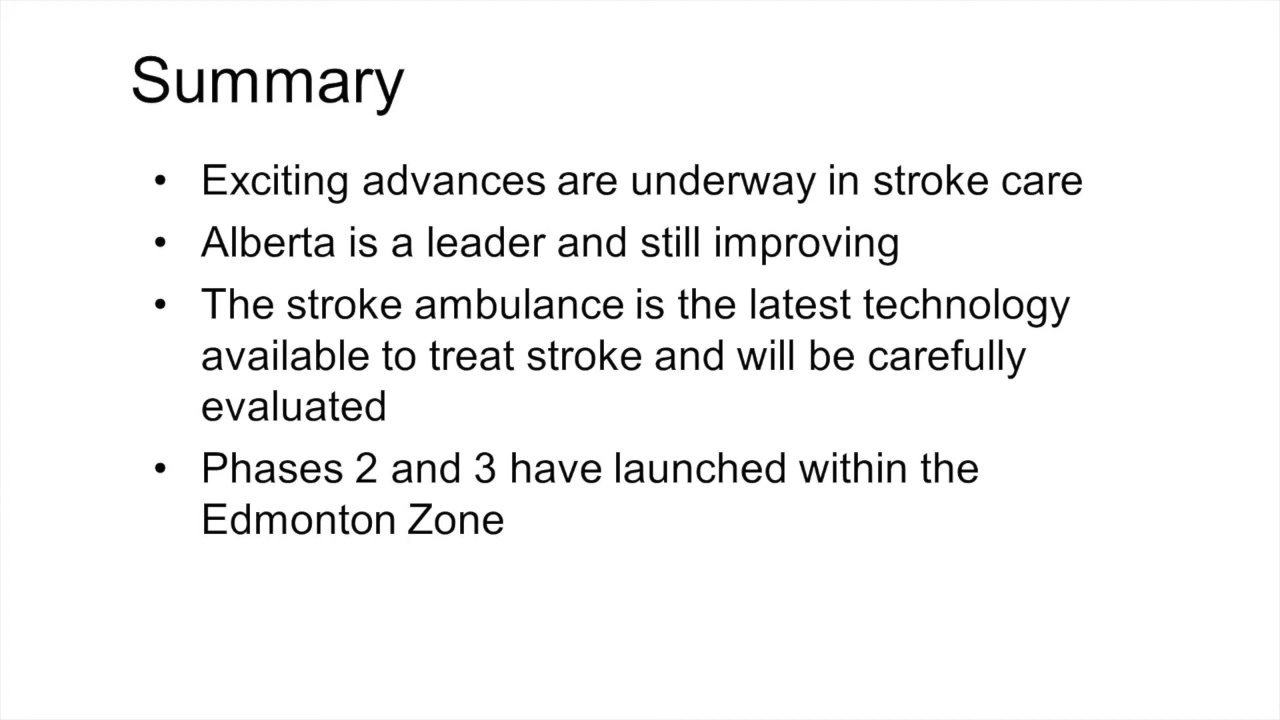 Summary
• Exciting advances are underway in stroke care
• Alberta is a leader and still improving
• The stroke ambulance is the latest technology
available to treat stroke and will be carefully
evaluated
• Phases 2 and 3 have launched within the
Edmonton Zone